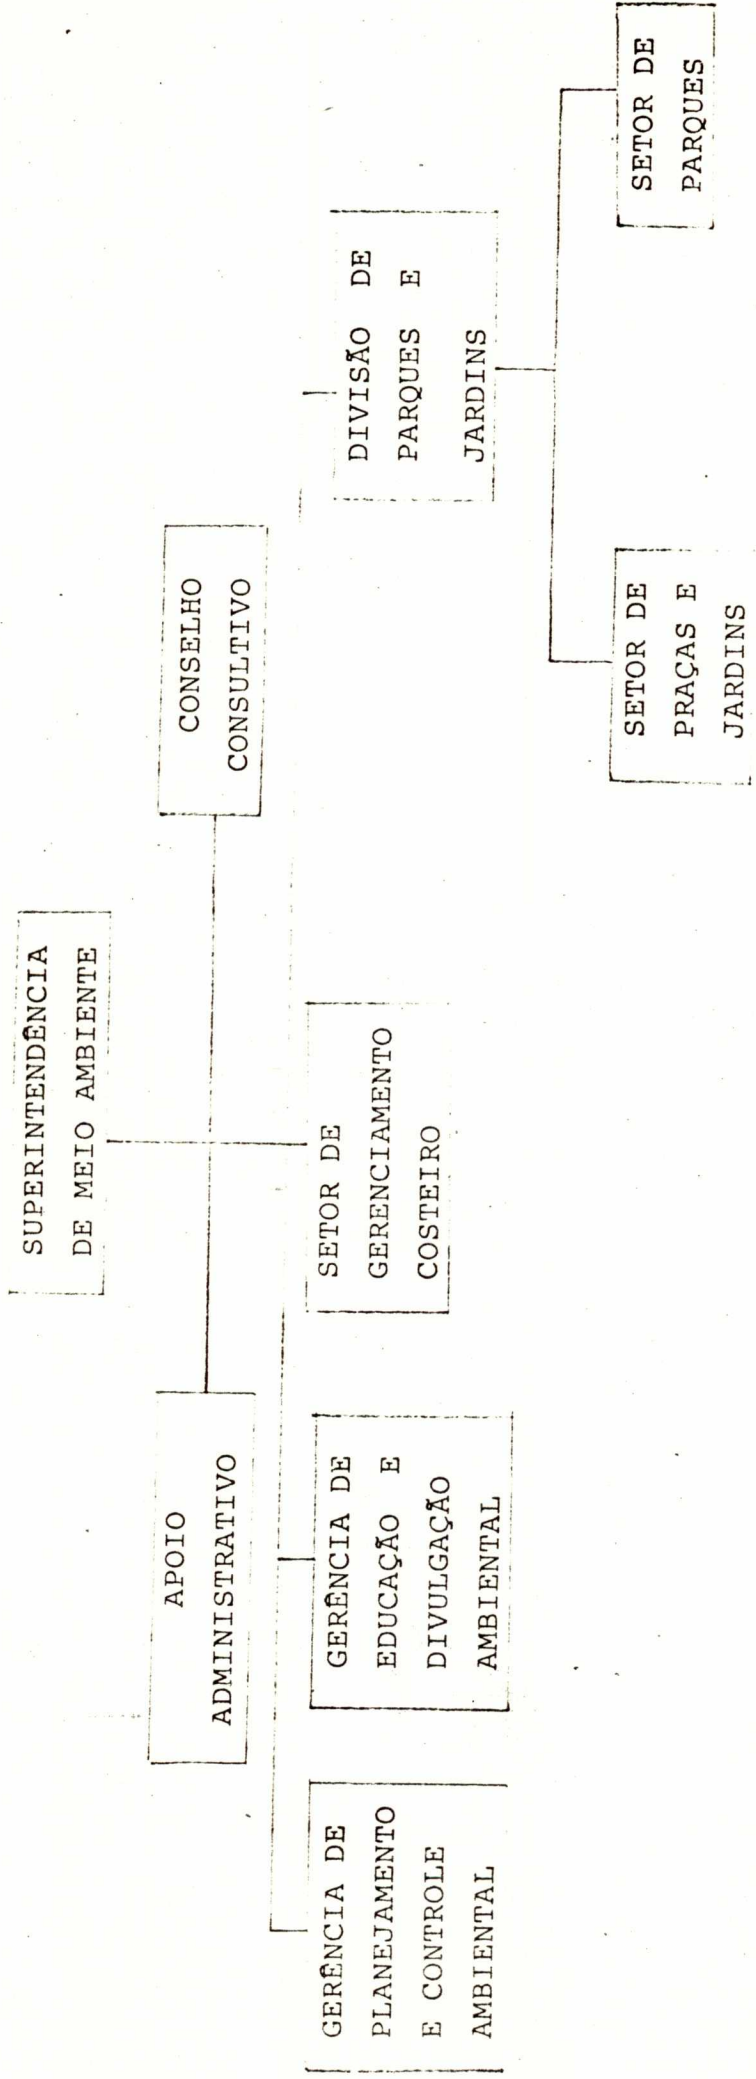 SUPERINTENDÊNCIA
DE MEIO AMBIENTE
APOIO
ADMINISTRATIVO
CONSELHO
CONSULTIVO
GERÊNCIA DE
PLANEJAMENTO
E CONTROLE
AMBIENTAL
GERÊNCIA DE
EDUCAÇÃO E
DIVULGAÇÃO
AMBIENTAL
SETOR DE
GERENCIAMENTO
COSTEIRO
DIVISÃO DE
PARQUES E
JARDINS
SETOR DE
PRAÇAS E
JARDINS
SETOR DE
PARQUES